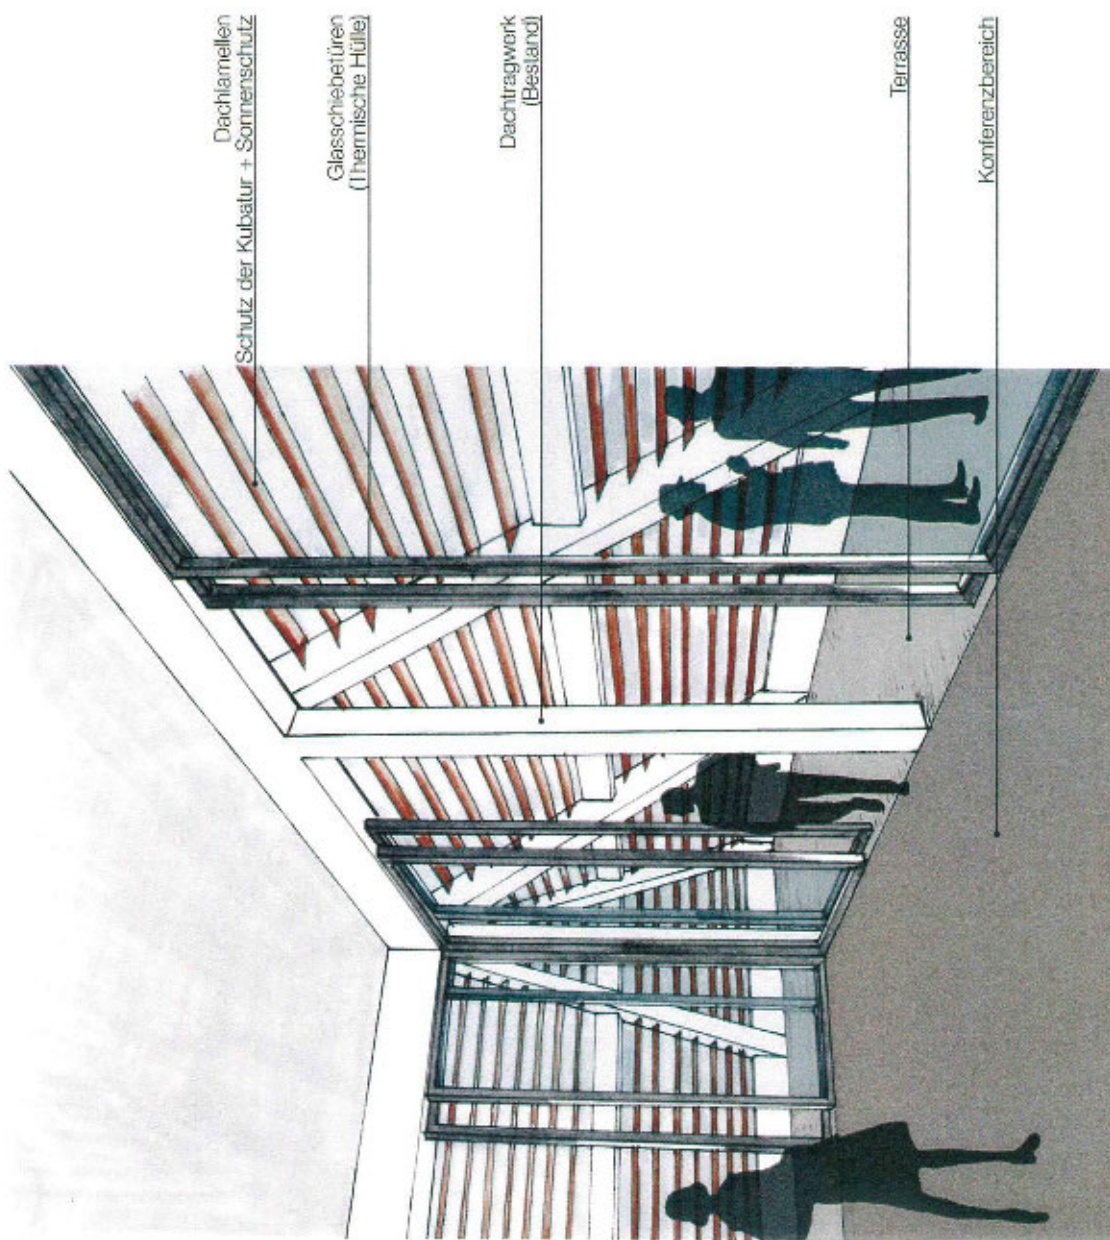 Dachlamellen
(Schutz der Kubatur + Sonnenschutz)
Glasschiebetüren
(Thermische Hülle)
Dachtragwerk
(Bestand)
Terrasse
Konferenzbereich